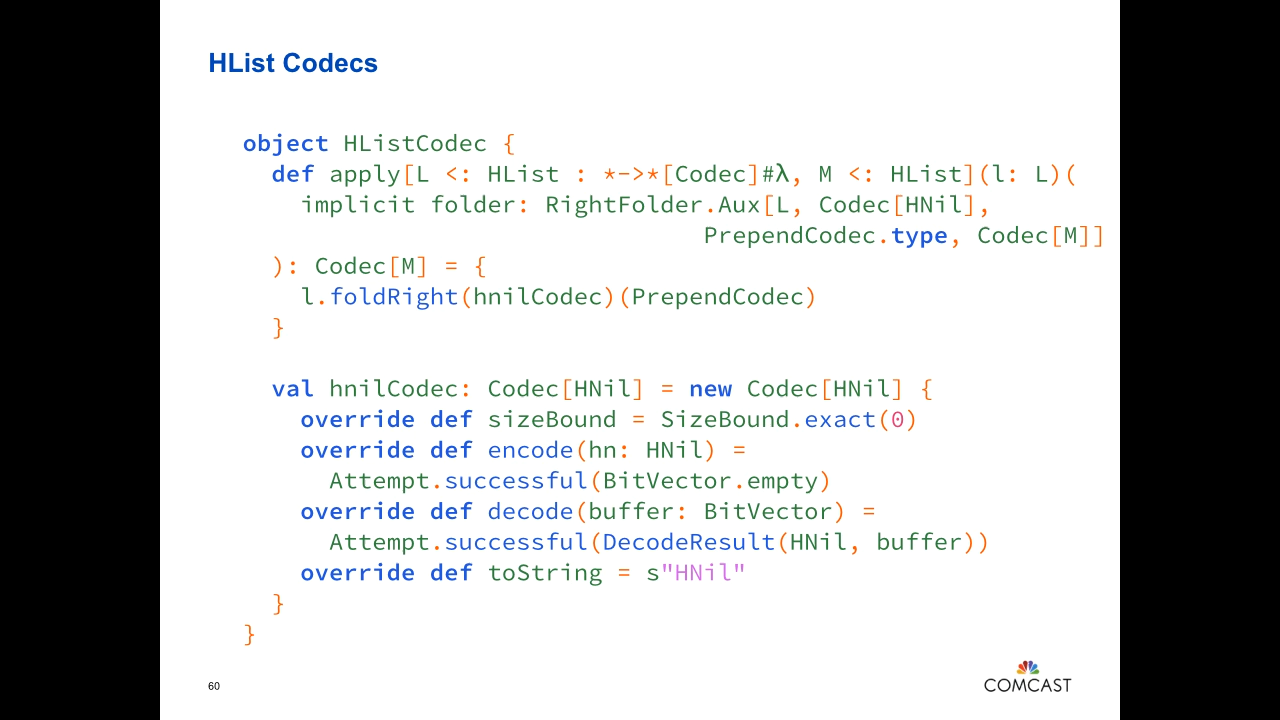 HList Codecs
object HListCodec {
  def apply[L <: HList : *->*[Codec]#λ, M <: HList](l: L)(
    implicit folder: RightFolder.Aux[L, Codec[HNil],
                                PrependCodec.type, Codec[M]]
  ): Codec[M] = {
    l.foldRight(hnilCodec)(PrependCodec)
  }
  val hnilCodec: Codec[HNil] = new Codec[HNil] {
    override def sizeBound = SizeBound.exact(0)
    override def encode(hn: HNil) =
      Attempt.successful(BitVector.empty)
    override def decode(buffer: BitVector) =
      Attempt.successful(DecodeResult(HNil, buffer))
    override def toString = s"HNil"
  }
}
60
COMCAST